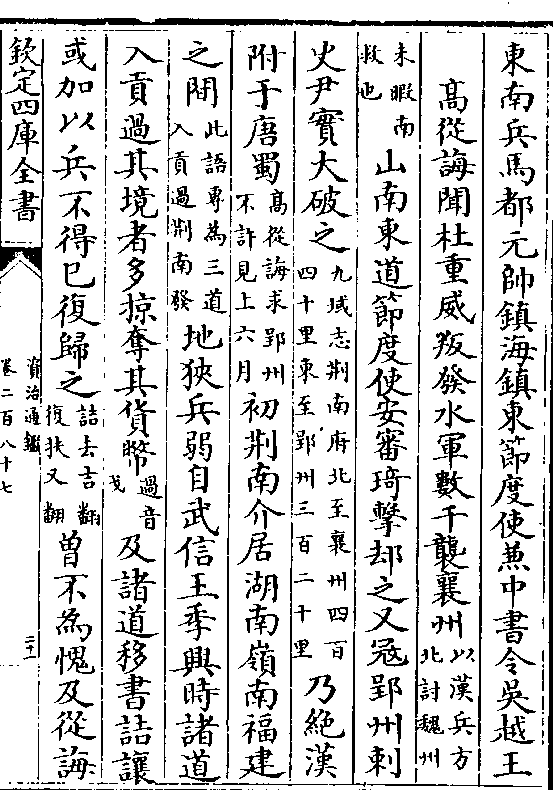 東南兵馬都元帥鎮海鎮東節度使兼中書令吳越王
高從誨聞杜重威叛發水軍數千襲襄州以漢兵方北討魏州
未暇南救也山南東道節度使安審琦擊却之又宼郢州刺
史尹實大破之九域志荆南府北至襄州四百四十里東至郢州三百二十里乃絶漢
附于唐蜀高從誨求郢州不許見上六月初荆南介居湖南嶺南福建
之間此語專為三道入貢過荆南發地狹兵弱自武信王季興時諸道
入貢過其境者多掠奪其貨幣過音戈及諸道移書詰讓
或加以兵不得已復歸之詰去吉翻復扶又翻曾不為愧及從誨
欽定四庫全書
資治通鑑
卷二百八十七